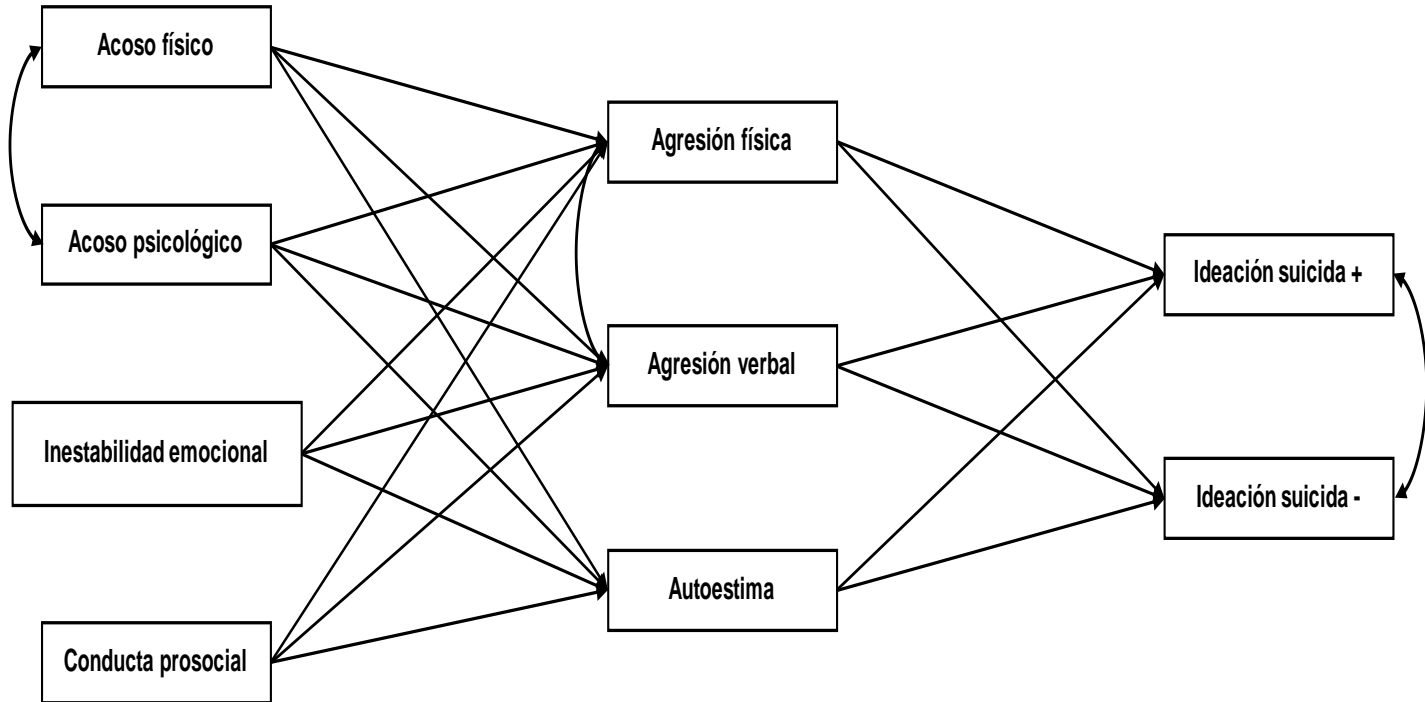 Acoso físico
Acoso psicológico
Inestabilidad emocional
Conducta prosocial
Agresión física
Agresión verbal
Autoestima
Ideación suicida +
Ideación suicida -